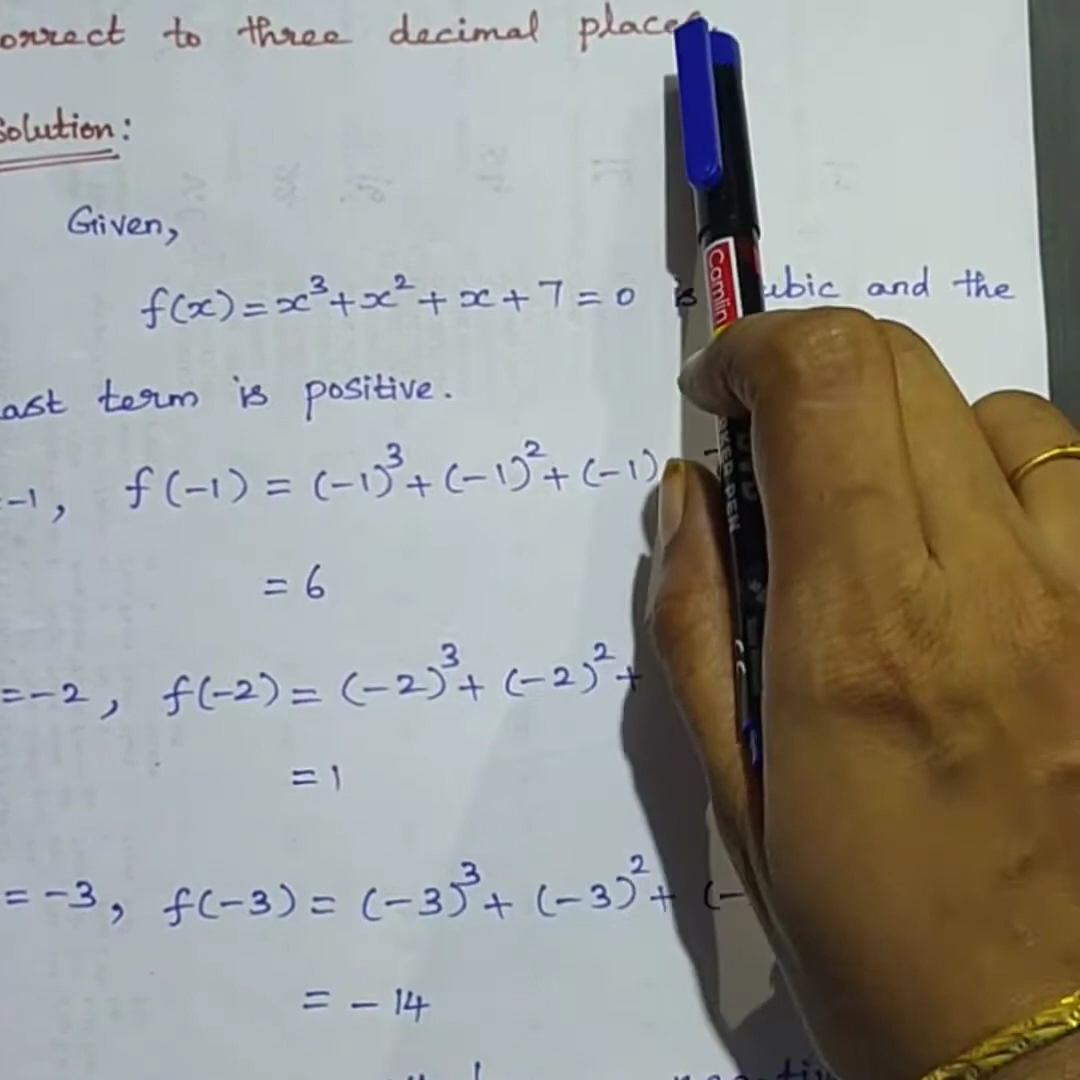 orrect to three decimal places
Solution:
Given,
f(x) = x³ + x² + x + 7 = 0 is ubic and the
ast term is positive.
-1, f(-1) = (-1)³ + (-1)² + (-1)
= 6
= -2, f(-2) = (-2)³ + (-2)² +
= 1
= -3, f(-3) = (-3)³ + (-3)² + (-
= -14
Camlin